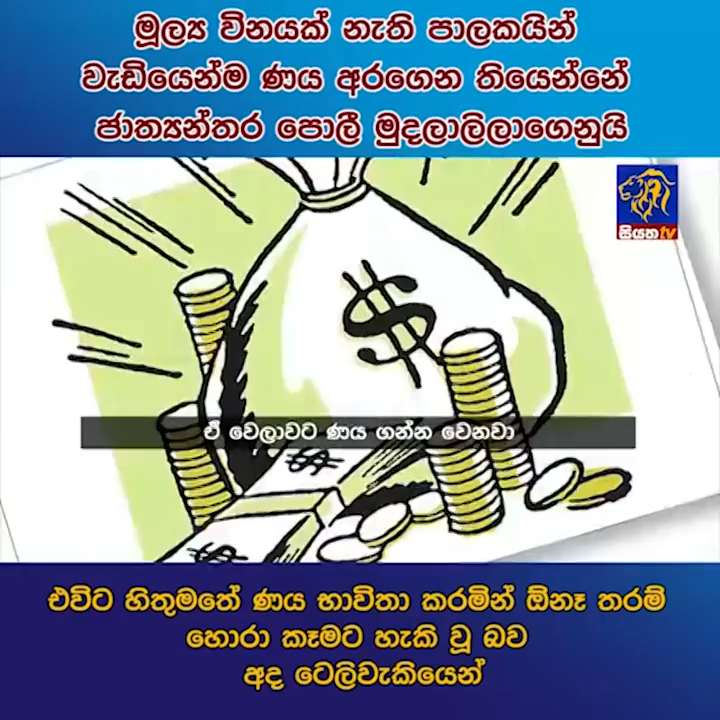 මූල්‍ය විනයක් නැති පාලකයින්
වැඩියෙන්ම ණය අරගෙන තියෙන්නේ
ජාත්‍යන්තර පොලී මුදලාලිලාගෙනුයි
සියත tv
$
ඒ වෙලාවට ණය ගන්න වෙනවා
$
$
එවිට හිතුමතේ ණය භාවිතා කරමින් ඕනෑ තරම්
හොරා කෑමට හැකි වූ බව
අද ටෙලිවැකියෙන්